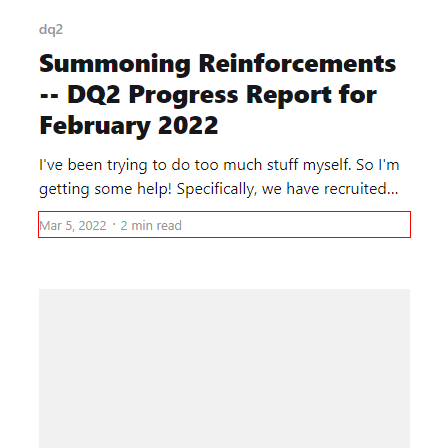 dq2
Summoning Reinforcements
-- DQ2 Progress Report for
February 2022
I've been trying to do too much stuff myself. So I'm
getting some help! Specifically, we have recruited...
Mar 5, 2022 · 2 min read